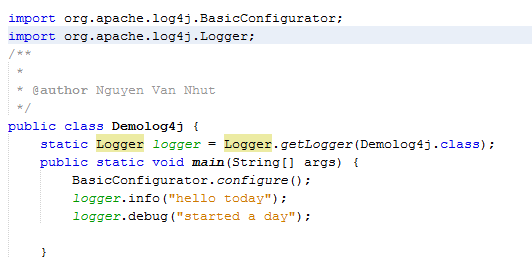 import org.apache.log4j.BasicConfigurator;
import org.apache.log4j.Logger;
/**
 *
 * @author Nguyen Van Nhut
 */
public class Demolog4j {
    static Logger logger = Logger.getLogger(Demolog4j.class);
    public static void main(String[] args) {
        BasicConfigurator.configure();
        logger.info("hello today");
        logger.debug("started a day");
    }